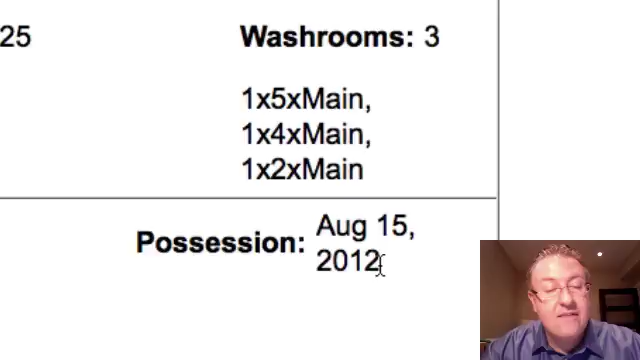 25
Washrooms: 3
1x5xMain,
1x4xMain,
1x2xMain
Possession: Aug 15,
2012